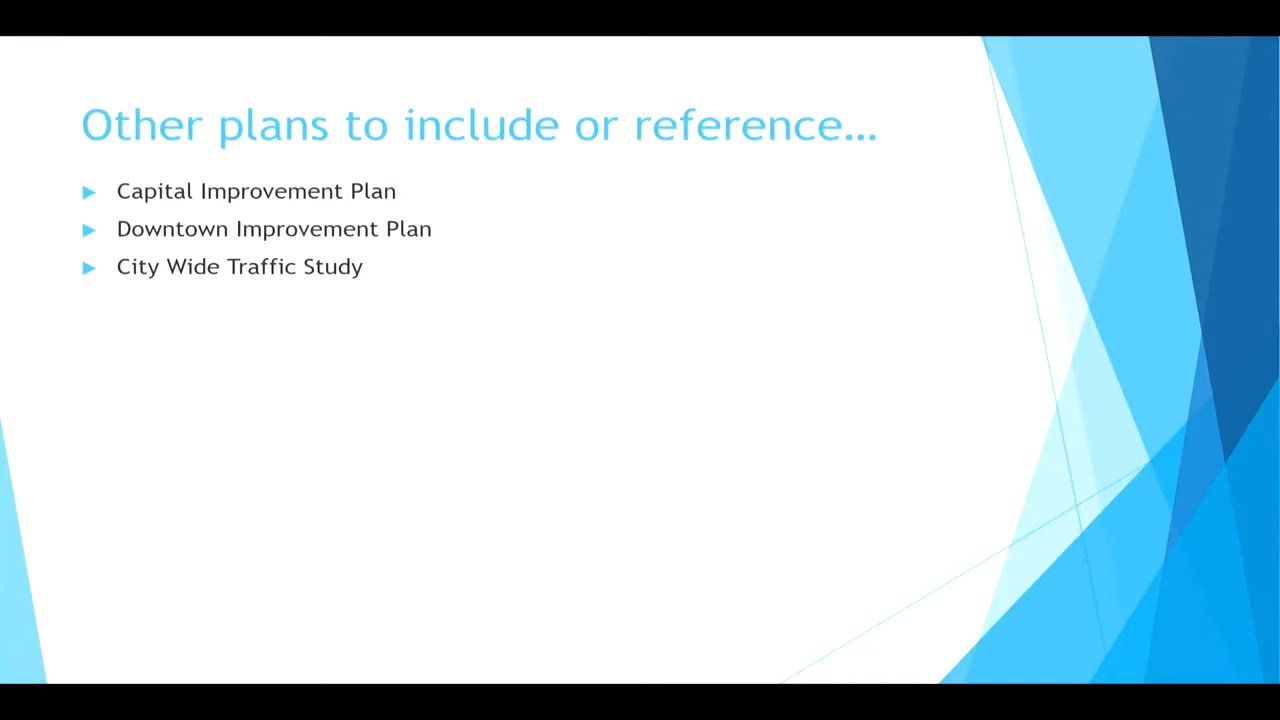 Other plans to include or reference…
Capital Improvement Plan
Downtown Improvement Plan
City Wide Traffic Study